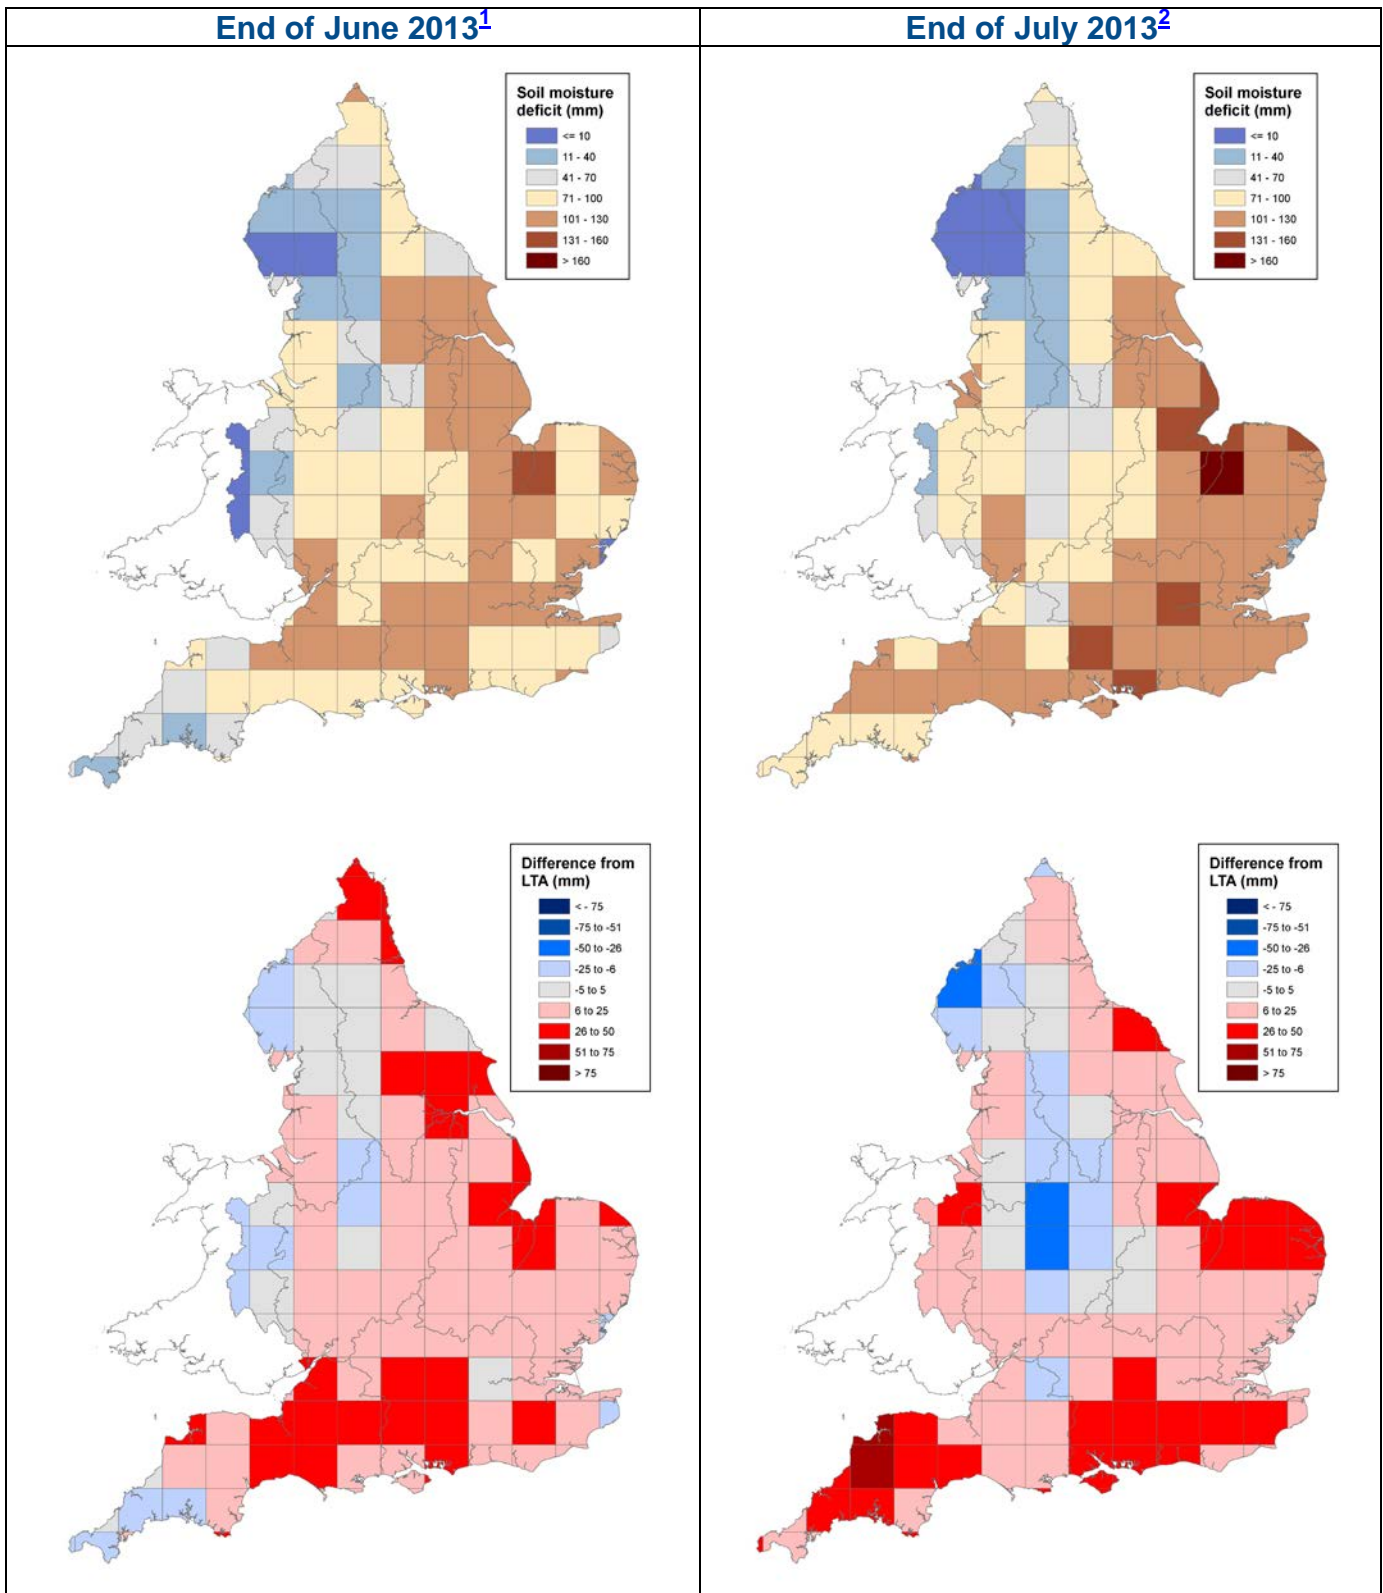 End of June 2013¹
End of July 2013²
Soil moisture
deficit (mm)
<= 10
11 - 40
41 - 70
71 - 100
101 - 130
131 - 160
> 160
Soil moisture
deficit (mm)
<= 10
11 - 40
41 - 70
71 - 100
101 - 130
131 - 160
> 160
Difference from
LTA (mm)
< - 75
-75 to -51
-50 to -26
-25 to -6
-5 to 5
6 to 25
26 to 50
51 to 75
> 75
Difference from
LTA (mm)
< - 75
-75 to -51
-50 to -26
-25 to -6
-5 to 5
6 to 25
26 to 50
51 to 75
> 75